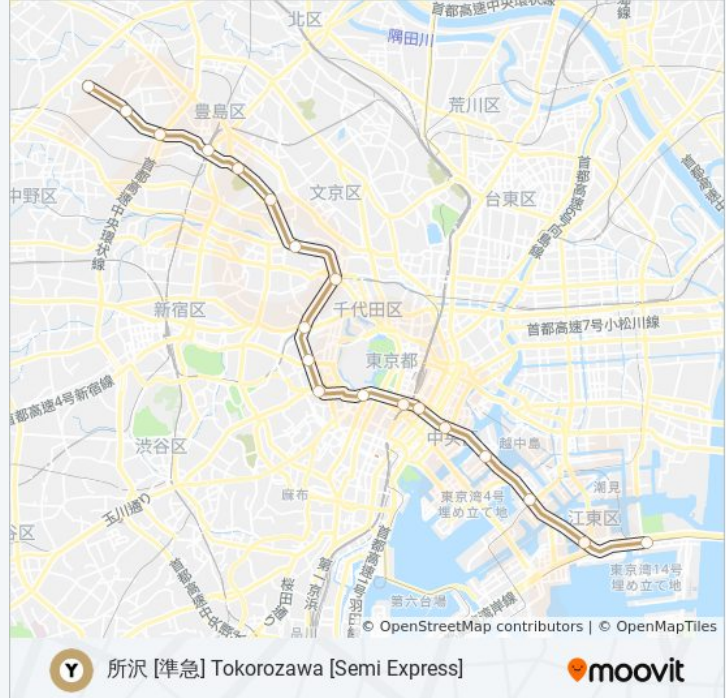 首都高速中央環状線
北区
隅田川
荒川区
豊島区
首都高速中央環状線
中野区
文京区
台東区
首都高速6号向島線
新宿区
千代田区
首都高速7号小松川線
東京都
首都高速4号新宿線
渋谷区
中央
越中島
麻布
東京湾4号
埋め立て地
潮見
江東区
玉川通り
谷区
首都高速1号羽田
東京湾14号
埋め立て地
第一京浜
桜田通り
第六台場
湾岸線
品川
© OpenStreetMap contributors | © OpenMapTiles
Y 所沢 [準急] Tokorozawa [Semi Express]
moovit